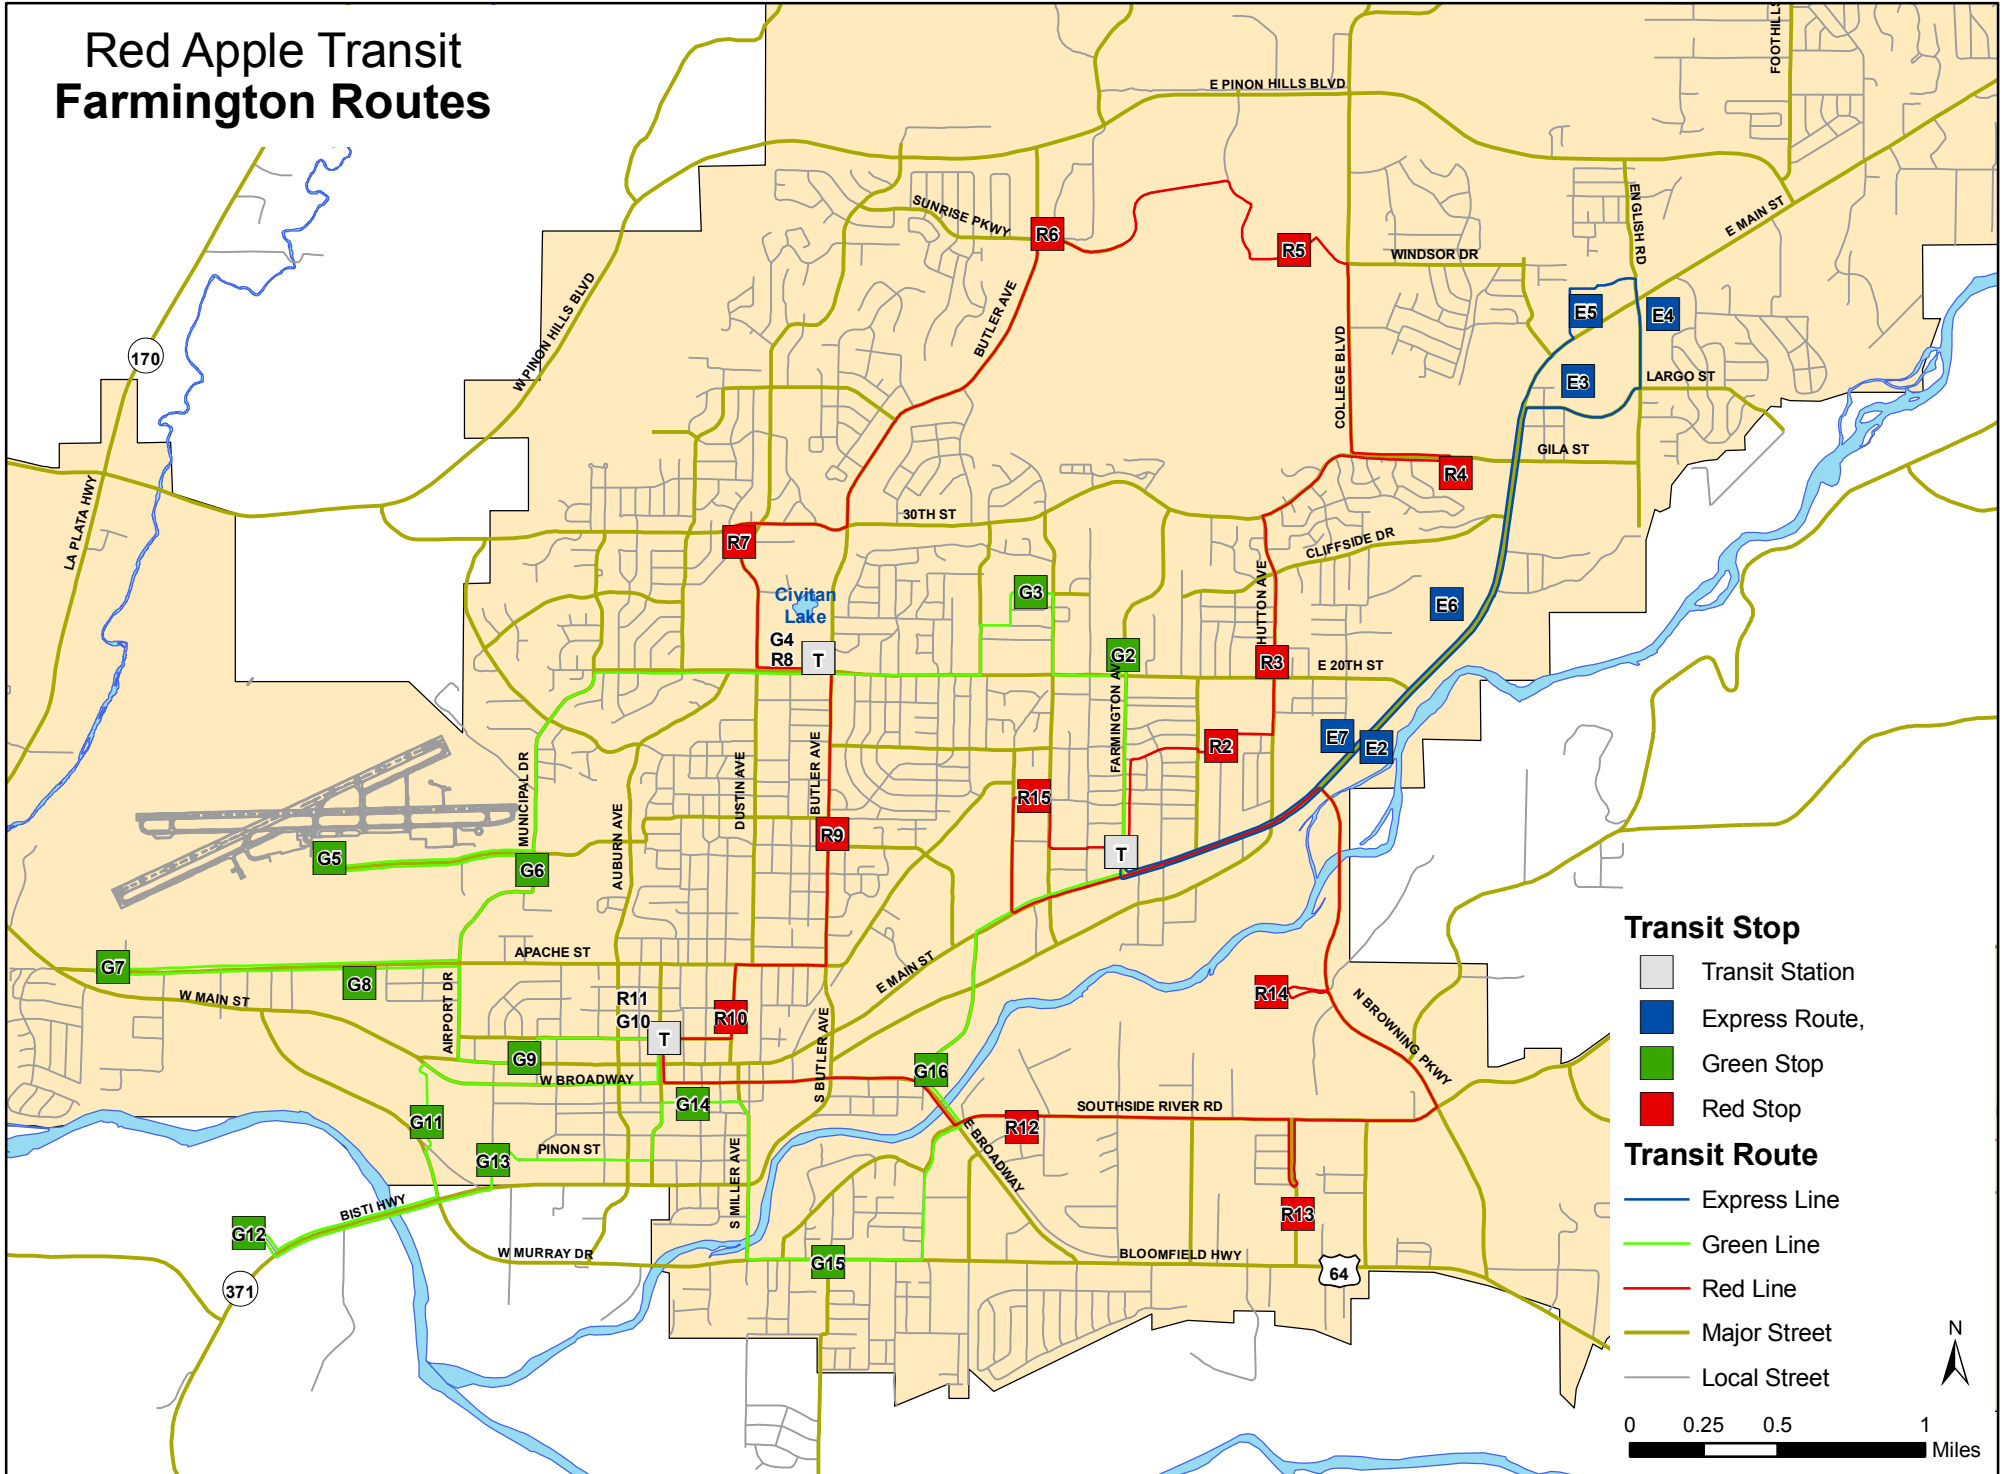 Red Apple Transit
Farmington Routes
FOOTHILLS
E PINON HILLS BLVD
ENGLISH RD
E MAIN ST
SUNRISE PKWY
R6
R5
WINDSOR DR
W PINON HILLS BLVD
BUTLER AVE
E5
E4
170
COLLEGE BLVD
E3
LARGO ST
GILA ST
R4
LA PLATA HWY
30TH ST
R7
CLIFFSIDE DR
Civitan
Lake
G3
HUTTON AVE
E6
G4
R8
T
G2
R3
E 20TH ST
FARMINGTON AV
MUNICIPAL DR
DUSTIN AVE
BUTLER AVE
R2
E7
E2
R15
AUBURN AVE
R9
G5
G6
T
APACHE ST
G7
G8
W MAIN ST
AIRPORT DR
E MAIN ST
R11
G10
T
R10
R14
N BROWNING PKWY
G9
W BROADWAY
S BUTLER AVE
G16
G14
SOUTHSIDE RIVER RD
G11
R12
E BROADWAY
PINON ST
G13
S MILLER AVE
BISTI HWY
R13
G12
W MURRAY DR
G15
BLOOMFIELD HWY
64
371
Transit Stop
Transit Station
Express Route,
Green Stop
Red Stop
Transit Route
Express Line
Green Line
Red Line
Major Street
Local Street
N
0 0.25 0.5 1
Miles